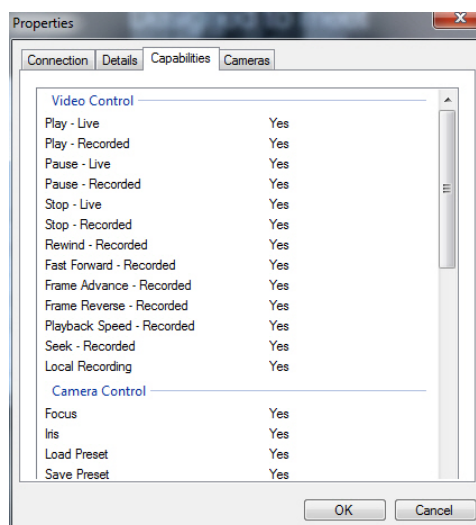 Properties
Connection Details Capabilities Cameras
Video Control
Play - Live Yes
Play - Recorded Yes
Pause - Live Yes
Pause - Recorded Yes
Stop - Live Yes
Stop - Recorded Yes
Rewind - Recorded Yes
Fast Forward - Recorded Yes
Frame Advance - Recorded Yes
Frame Reverse - Recorded Yes
Playback Speed - Recorded Yes
Seek - Recorded Yes
Local Recording Yes
Camera Control
Focus Yes
Iris Yes
Load Preset Yes
Save Preset Yes
OK Cancel